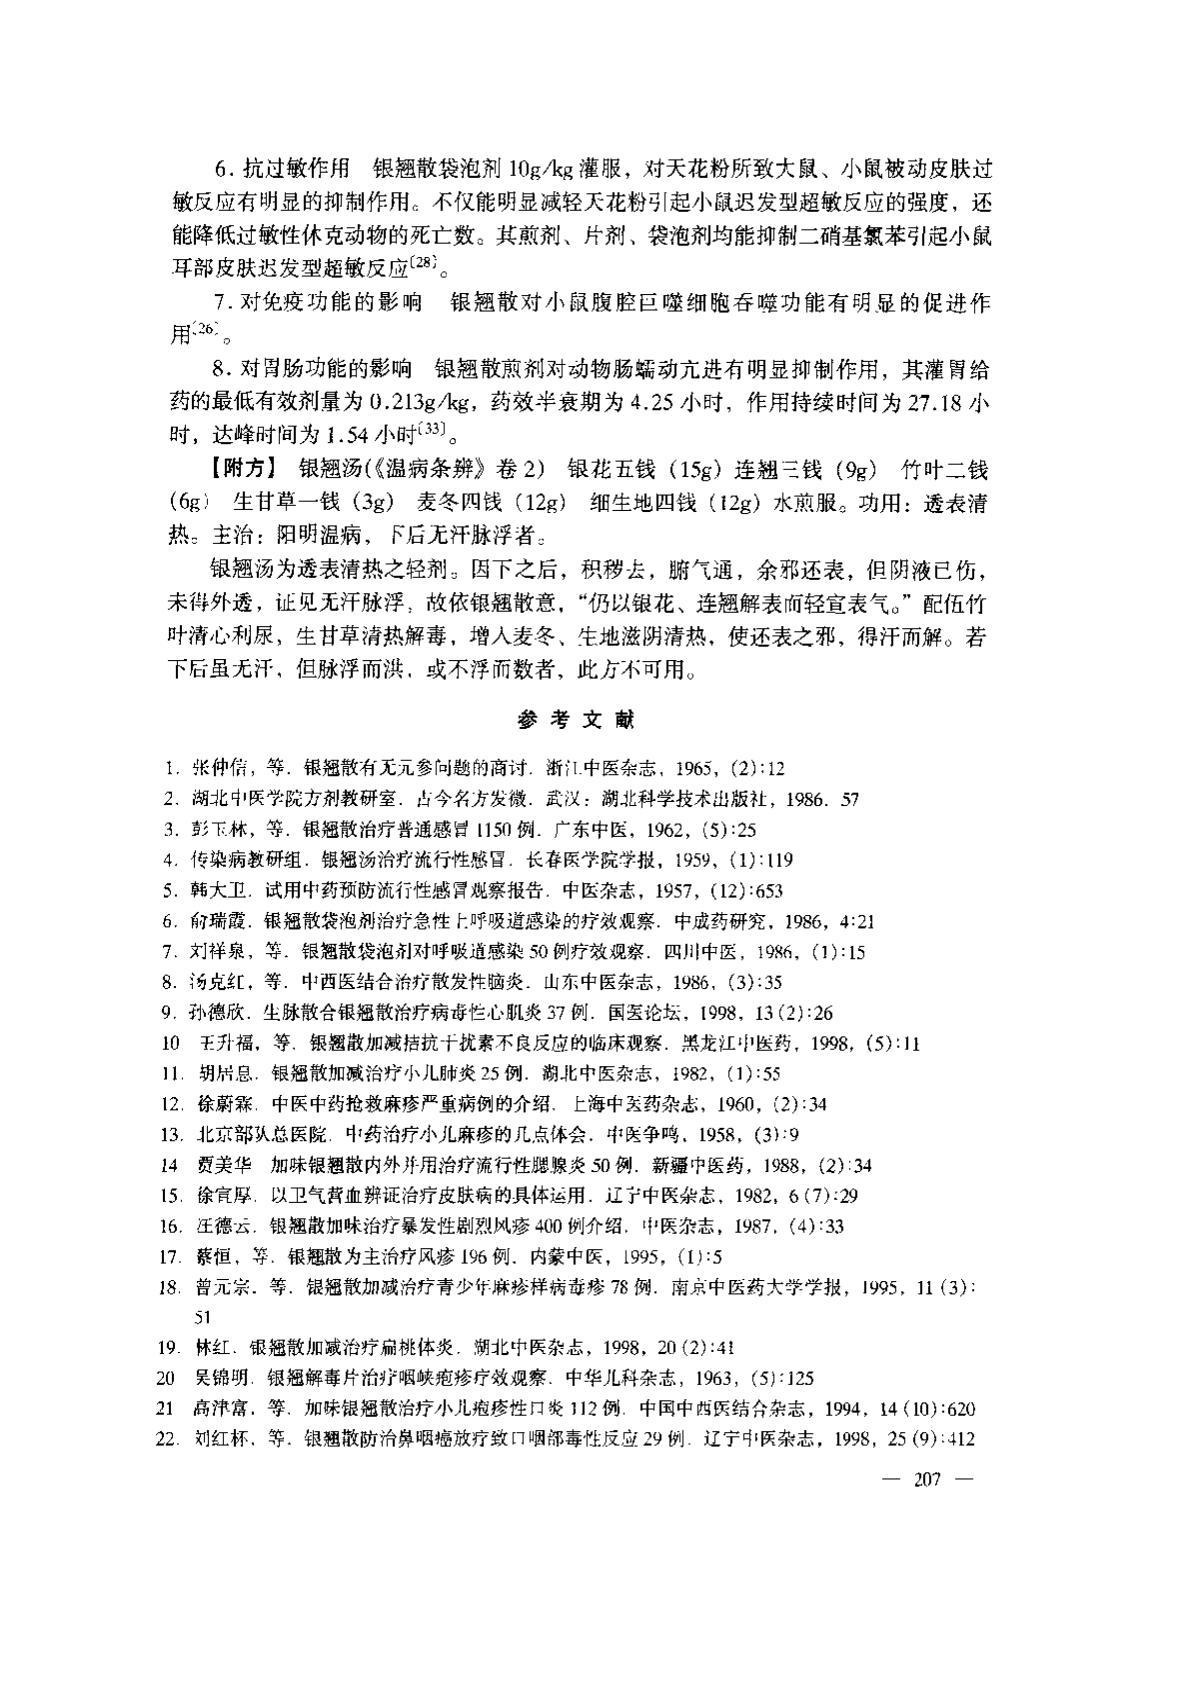 6. 抗过敏作用　银翘散袋泡剂 10g/kg 灌服，对天花粉所致大鼠、小鼠被动皮肤过
敏反应有明显的抑制作用。不仅能明显减轻天花粉引起小鼠迟发型超敏反应的强度，还
能降低过敏性休克动物的死亡数。其煎剂、片剂、袋泡剂均能抑制二硝基氯苯引起小鼠
耳部皮肤迟发型超敏反应〔28〕。
7. 对免疫功能的影响　银翘散对小鼠腹腔巨噬细胞吞噬功能有明显的促进作
用〔26〕。
8. 对胃肠功能的影响　银翘散煎剂对动物肠蠕动亢进有明显抑制作用，其灌胃给
药的最低有效剂量为 0.213g/kg，药效半衰期为 4.25 小时，作用持续时间为 27.18 小
时，达峰时间为 1.54 小时〔33〕。
【附方】　银翘汤(《温病条辨》卷 2)　银花五钱（15g）连翘三钱（9g）　竹叶二钱
（6g）　生甘草一钱（3g）　麦冬四钱（12g）　细生地四钱（12g）水煎服。功用：透表清
热。主治：阳明温病，下后无汗脉浮者。
银翘汤为透表清热之轻剂。因下之后，积秽去，腑气通，余邪还表，但阴液已伤，
未得外透，证见无汗脉浮，故依银翘散意，“仍以银花、连翘解表而轻宣表气。”配伍竹
叶清心利尿，生甘草清热解毒，增入麦冬、生地滋阴清热，使还表之邪，得汗而解。若
下后虽无汗，但脉浮而洪，或不浮而数者，此方不可用。
参 考 文 献
1. 张仲信，等. 银翘散有无元参问题的商讨. 浙江中医杂志，1965，(2):12
2. 湖北中医学院方剂教研室. 古今名方发微. 武汉：湖北科学技术出版社，1986. 57
3. 彭玉林，等. 银翘散治疗普通感冒 1150 例. 广东中医，1962，(5):25
4. 传染病教研组. 银翘汤治疗流行性感冒. 长春医学院学报，1959，(1):119
5. 韩大卫. 试用中药预防流行性感冒观察报告. 中医杂志，1957，(12):653
6. 俞瑞霞. 银翘散袋泡剂治疗急性上呼吸道感染的疗效观察. 中成药研究，1986，4:21
7. 刘祥泉，等. 银翘散袋泡剂对呼吸道感染 50 例疗效观察. 四川中医，1986，(1):15
8. 汤克红，等. 中西医结合治疗散发性脑炎. 山东中医杂志，1986，(3):35
9. 孙德欣. 生脉散合银翘散治疗病毒性心肌炎 37 例. 国医论坛，1998，13 (2):26
10 王升福，等. 银翘散加减拮抗干扰素不良反应的临床观察. 黑龙江中医药，1998，(5):11
11. 胡居息. 银翘散加减治疗小儿肺炎 25 例. 湖北中医杂志，1982，(1):55
12. 徐蔚霖. 中医中药抢救麻疹严重病例的介绍. 上海中医药杂志，1960，(2):34
13. 北京部队总医院. 中药治疗小儿麻疹的几点体会. 中医争鸣，1958，(3):9
14 贾美华 加味银翘散内外并用治疗流行性腮腺炎 50 例. 新疆中医药，1988，(2):34
15. 徐宜厚. 以卫气营血辨证治疗皮肤病的具体运用. 辽宁中医杂志，1982，6 (7):29
16. 汪德云. 银翘散加味治疗暴发性剧烈风疹 400 例介绍. 中医杂志，1987，(4):33
17. 蔡恒，等. 银翘散为主治疗风疹 196 例. 内蒙中医，1995，(1):5
18. 曾元宗，等. 银翘散加减治疗青少年麻疹样病毒疹 78 例. 南京中医药大学学报，1995，11 (3):
51
19. 林红. 银翘散加减治疗扁桃体炎. 湖北中医杂志，1998，20 (2):41
20 吴锦明. 银翘解毒片治疗咽峡疱疹疗效观察. 中华儿科杂志，1963，(5):125
21 高津富，等. 加味银翘散治疗小儿疱疹性口炎 112 例. 中国中西医结合杂志，1994，14 (10):620
22. 刘红杯，等. 银翘散防治鼻咽癌放疗致口咽部毒性反应 29 例. 辽宁中医杂志，1998，25 (9):412
— 207 —